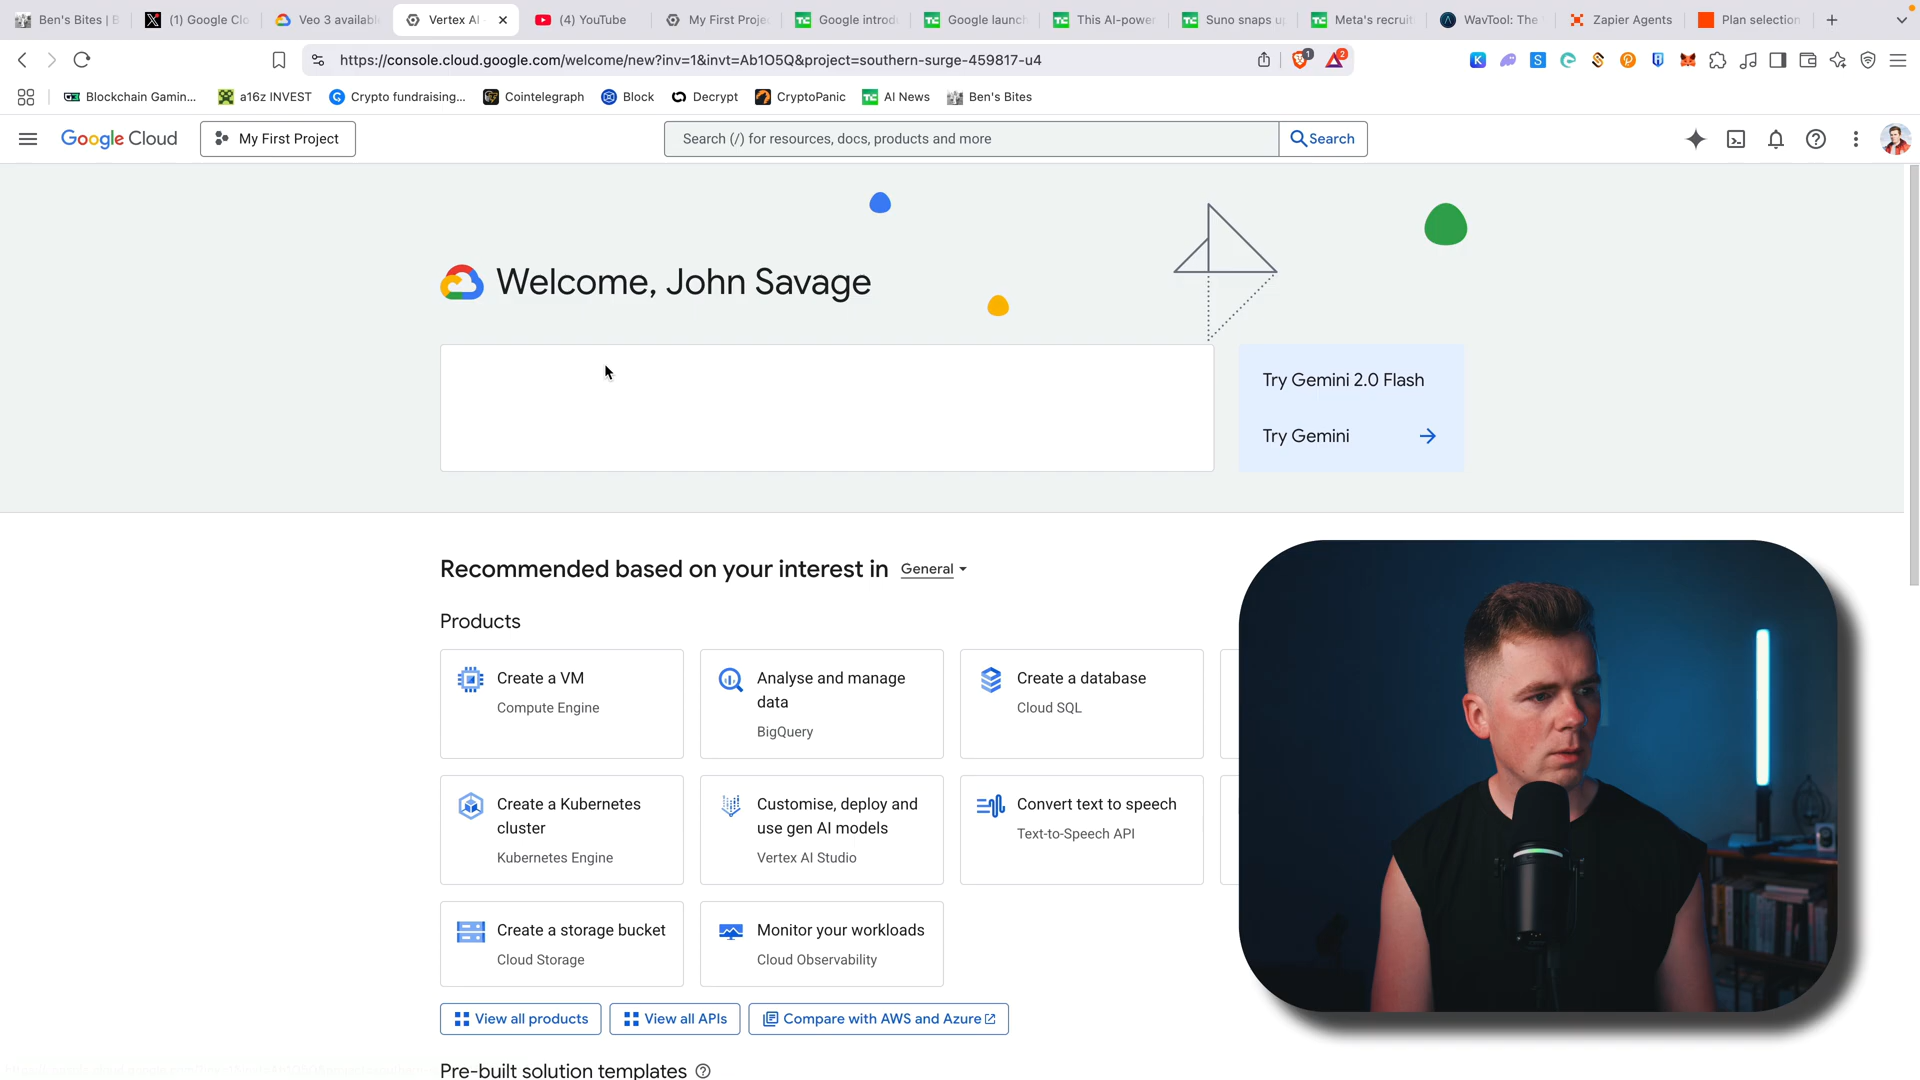 Ben's Bites | B
(1) Google Clo
Veo 3 availabl
Vertex AI
(4) YouTube
My First Projec
Google introd
Google launch
This AI-power
Suno snaps u
Meta's recruit
WavTool: The
Zapier Agents
Plan selection
https://console.cloud.google.com/welcome/new?inv=1&invt=Ab1O5Q&project=southern-surge-459817-u4
1
2
Blockchain Gamin...
a16z INVEST
Crypto fundraising...
Cointelegraph
Block
Decrypt
CryptoPanic
AI News
Ben's Bites
Google Cloud
My First Project
Search (/) for resources, docs, products and more
Search
Welcome, John Savage
Try Gemini 2.0 Flash
Try Gemini
Recommended based on your interest in General
Products
Create a VM
Compute Engine
Analyse and manage
data
BigQuery
Create a database
Cloud SQL
Create a Kubernetes
cluster
Kubernetes Engine
Customise, deploy and
use gen AI models
Vertex AI Studio
Convert text to speech
Text-to-Speech API
Create a storage bucket
Cloud Storage
Monitor your workloads
Cloud Observability
View all products
View all APIs
Compare with AWS and Azure
Pre-built solution templates